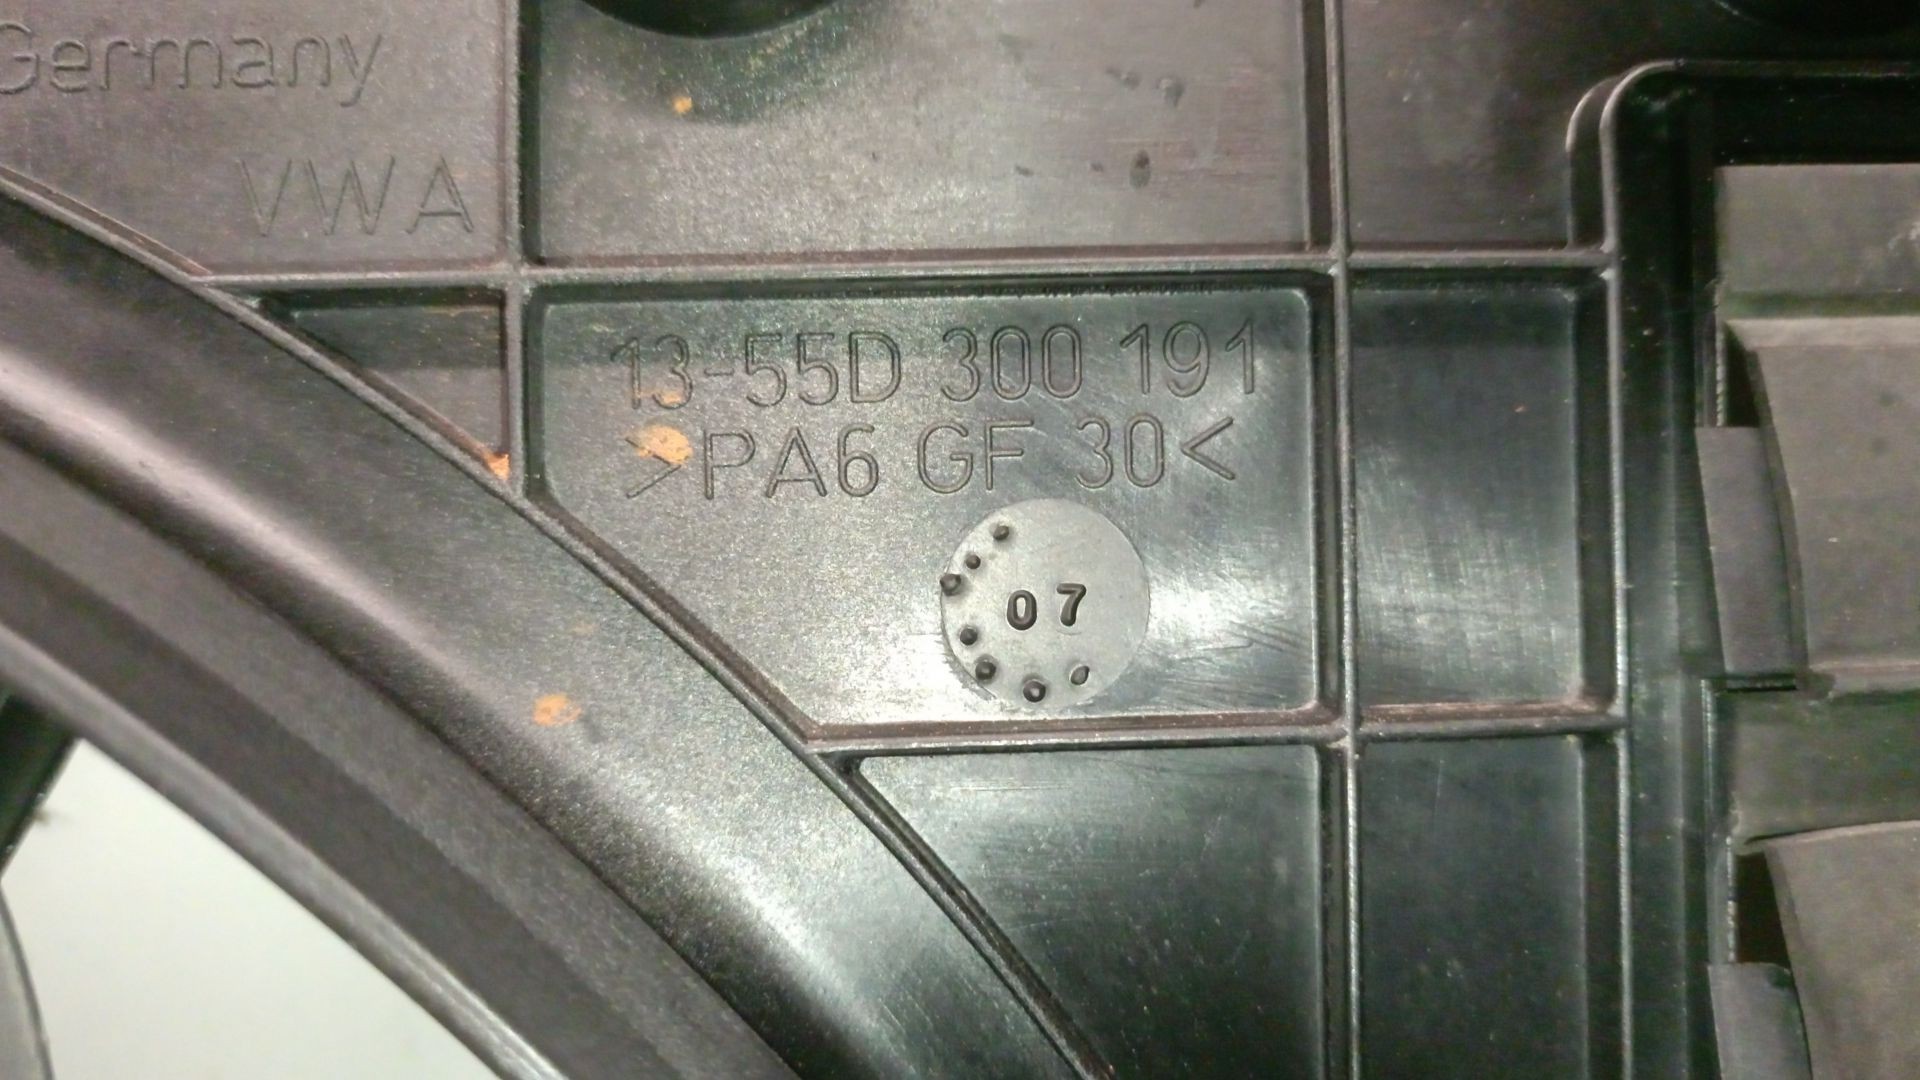 Germany
VWA
13-55D 300 191
>PA6 GF 30<
07